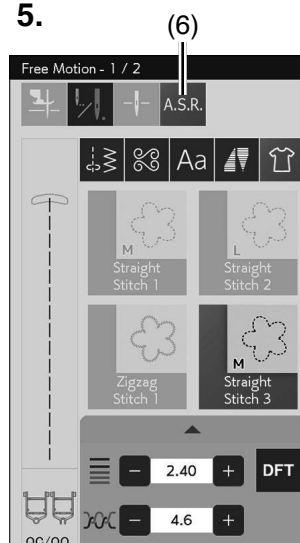 5.
(6)
Free Motion - 1 / 2
A.S.R.
Aa
M
Straight
Stitch 1
L
Straight
Stitch 2
Zigzag
Stitch 1
M
Straight
Stitch 3
- 2.40 + DFT
- 4.6 +